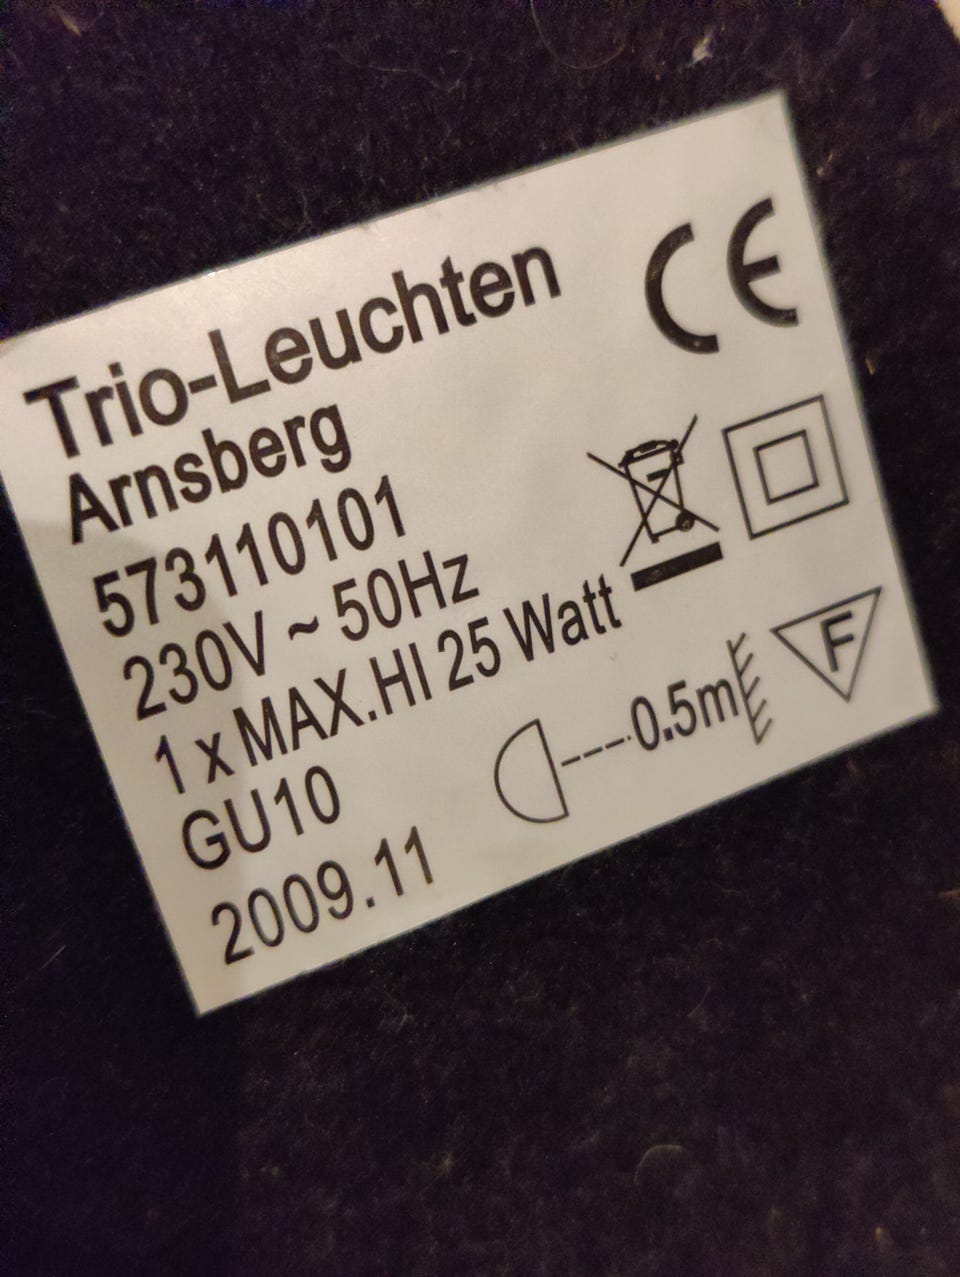 Trio-Leuchten
Arnsberg
573110101
230V ~ 50Hz
1 x MAX.HI 25 Watt
GU10
2009.11
CE
0.5m
F